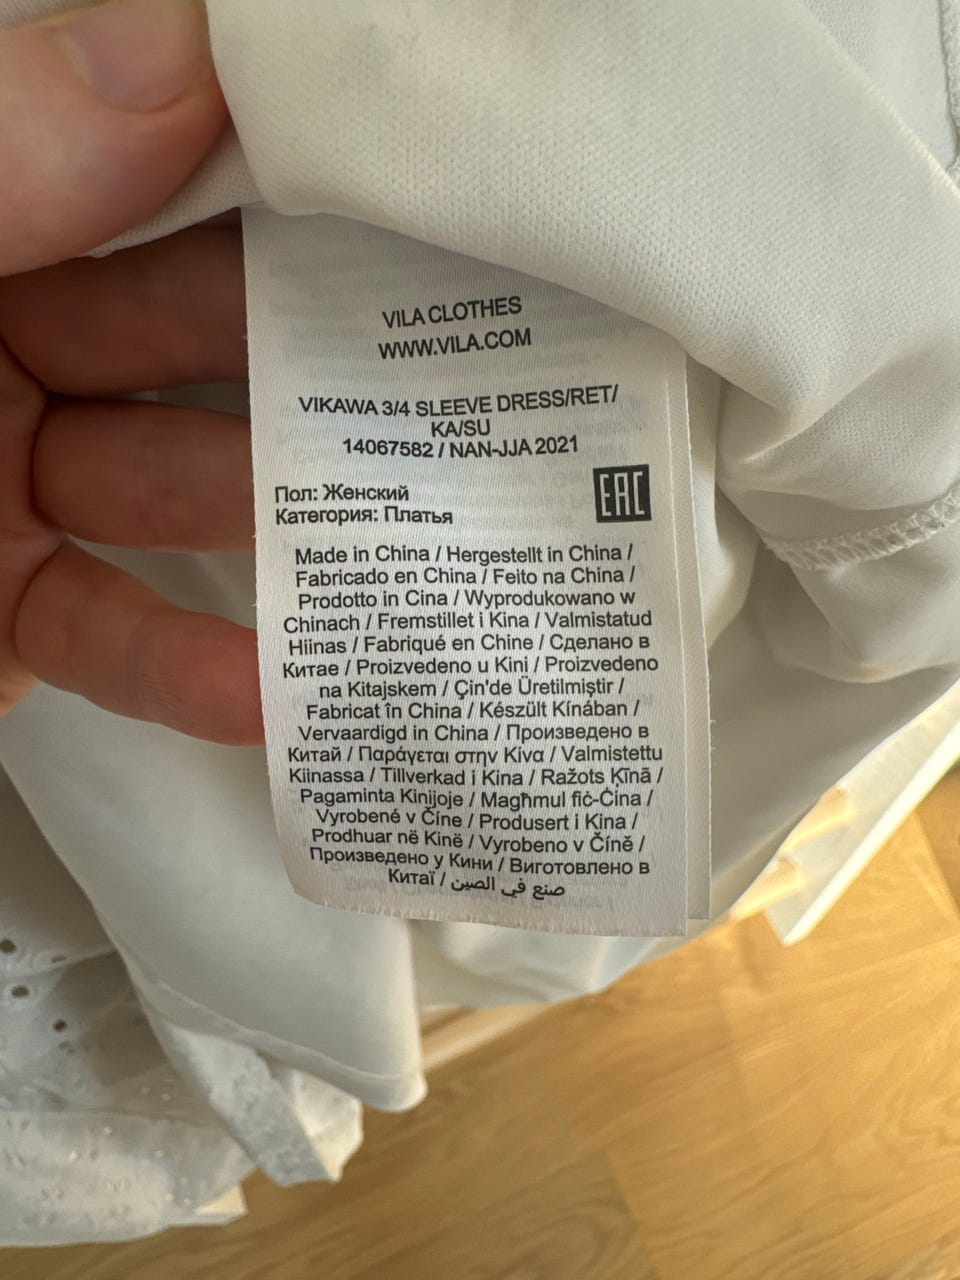 VILA CLOTHES
WWW.VILA.COM
VIKAWA 3/4 SLEEVE DRESS/RET/
KA/SU
14067582 / NAN-JJA 2021
Пол: Женский
Категория: Платья
EAC
Made in China / Hergestellt in China /
Fabricado en China / Feito na China /
Prodotto in Cina / Wyprodukowano w
Chinach / Fremstillet i Kina / Valmistatud
Hiinas / Fabriqué en Chine / Сделано в
Китае / Proizvedeno u Kini / Proizvedeno
na Kitajskem / Çin'de Üretilmiştir /
Fabricat în China / Készült Kínában /
Vervaardigd in China / Произведено в
Китай / Παράγεται στην Κίνα / Valmistettu
Kiinassa / Tillverkad i Kina / Ražots Ķīnā /
Pagaminta Kinijoje / Magħmul fiċ-Ċina /
Vyrobené v Číne / Produsert i Kina /
Prodhuar në Kinë / Vyrobeno v Číně /
Произведено у Кини / Виготовлено в
Китаї / صنع في الصين